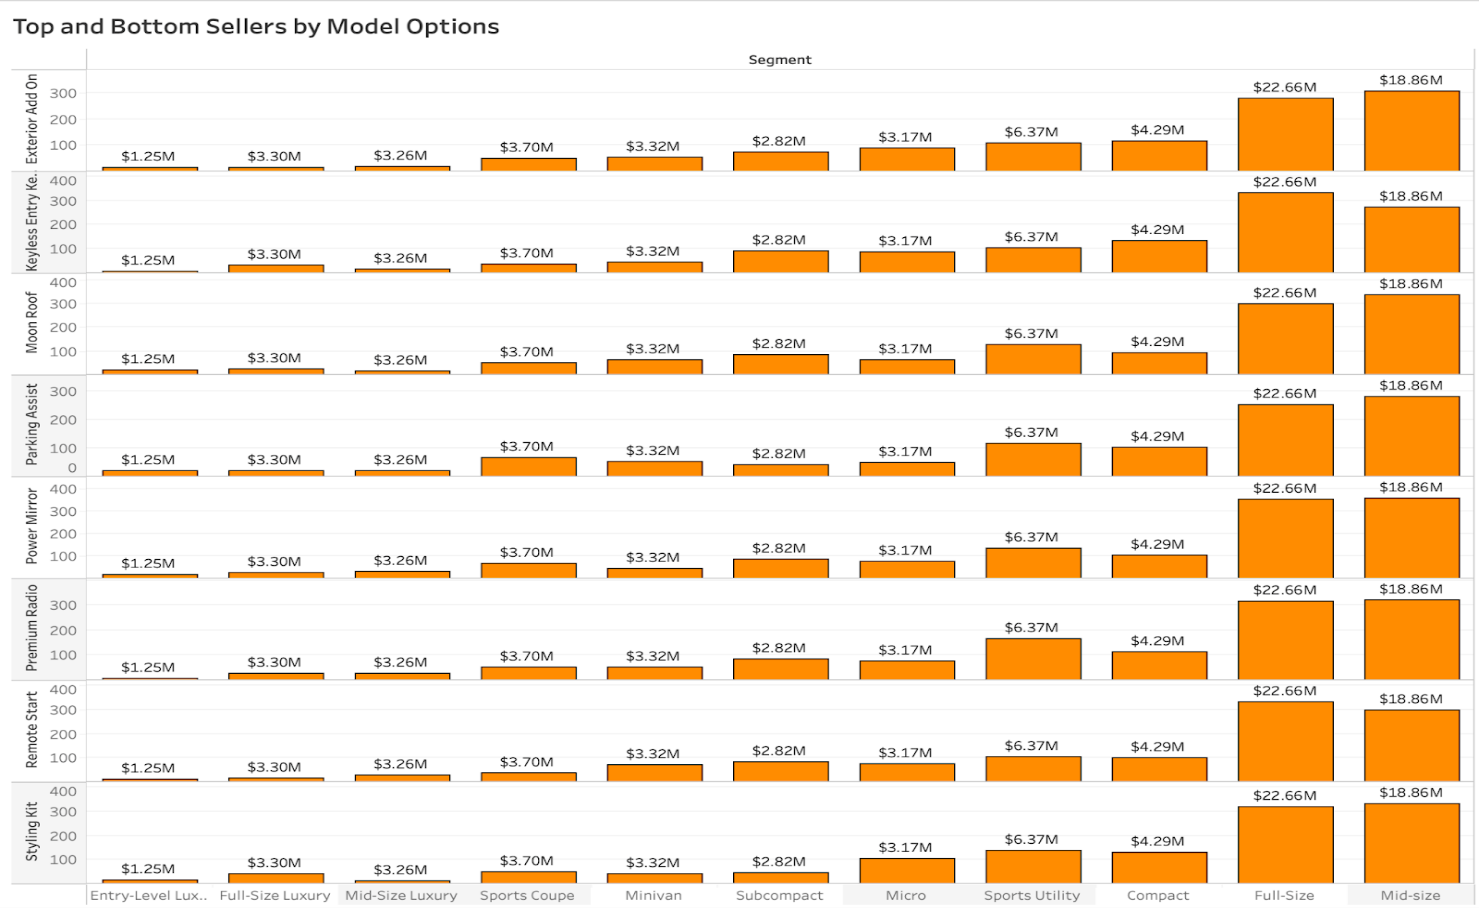 Top and Bottom Sellers by Model Options
Segment
Exterior Add On
300
200
100
$1.25M $3.30M $3.26M $3.70M $3.32M $2.82M $3.17M $6.37M $4.29M $22.66M $18.86M
Keyless Entry Ke..
400
300
200
100
$1.25M $3.30M $3.26M $3.70M $3.32M $2.82M $3.17M $6.37M $4.29M $22.66M $18.86M
Moon Roof
400
300
200
100
$1.25M $3.30M $3.26M $3.70M $3.32M $2.82M $3.17M $6.37M $4.29M $22.66M $18.86M
Parking Assist
300
200
100
0
$1.25M $3.30M $3.26M $3.70M $3.32M $2.82M $3.17M $6.37M $4.29M $22.66M $18.86M
Power Mirror
400
300
200
100
$1.25M $3.30M $3.26M $3.70M $3.32M $2.82M $3.17M $6.37M $4.29M $22.66M $18.86M
Premium Radio
300
200
100
$1.25M $3.30M $3.26M $3.70M $3.32M $2.82M $3.17M $6.37M $4.29M $22.66M $18.86M
Remote Start
400
300
200
100
$1.25M $3.30M $3.26M $3.70M $3.32M $2.82M $3.17M $6.37M $4.29M $22.66M $18.86M
Styling Kit
400
300
200
100
$1.25M $3.30M $3.26M $3.70M $3.32M $2.82M $3.17M $6.37M $4.29M $22.66M $18.86M
Entry-Level Lux.. Full-Size Luxury Mid-Size Luxury Sports Coupe Minivan Subcompact Micro Sports Utility Compact Full-Size Mid-size